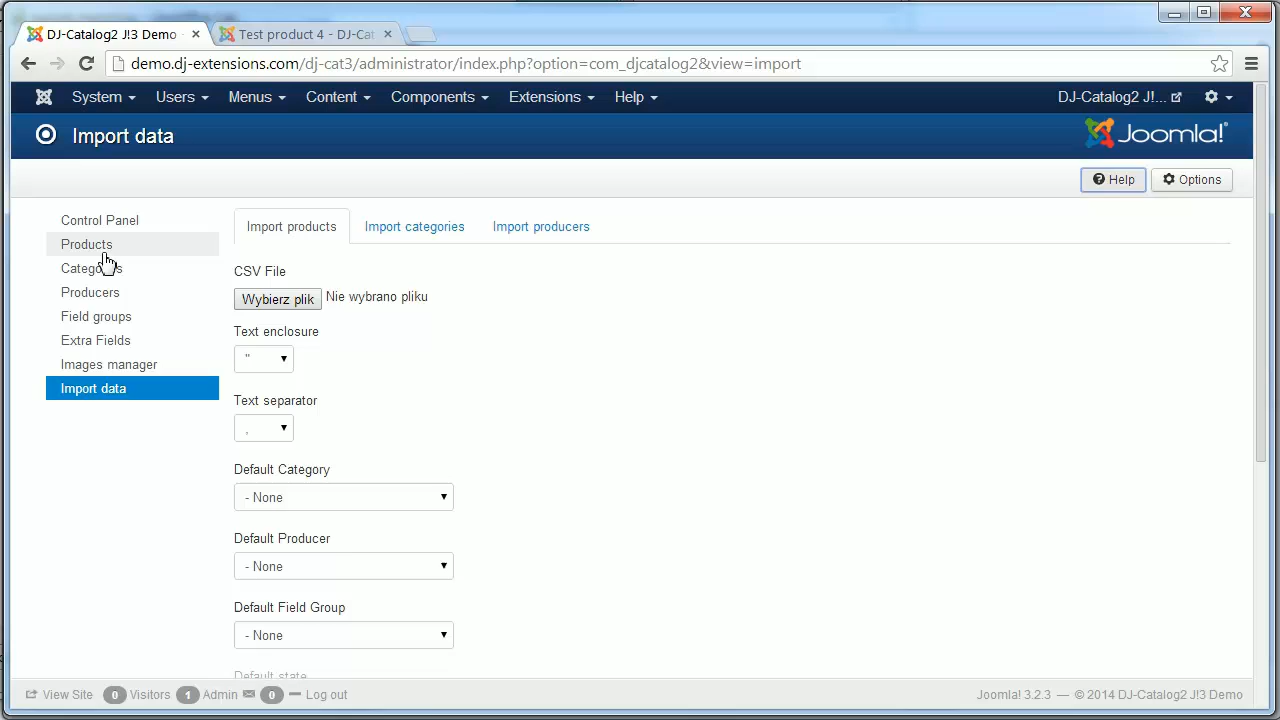 DJ-Catalog2 J!3 Demo
Test product 4 - DJ-Cat
demo.dj-extensions.com/dj-cat3/administrator/index.php?option=com_djcatalog2&view=import
System Users Menus Content Components Extensions Help DJ-Catalog2 J!...
Import data Joomla!®
Help Options
Control Panel
Products
Categories
Producers
Field groups
Extra Fields
Images manager
Import data
Import products Import categories Import producers
CSV File
Wybierz plik Nie wybrano pliku
Text enclosure
"
Text separator
,
Default Category
- None
Default Producer
- None
Default Field Group
- None
Default state
View Site 0 Visitors 1 Admin 0 Log out Joomla! 3.2.3 — © 2014 DJ-Catalog2 J!3 Demo